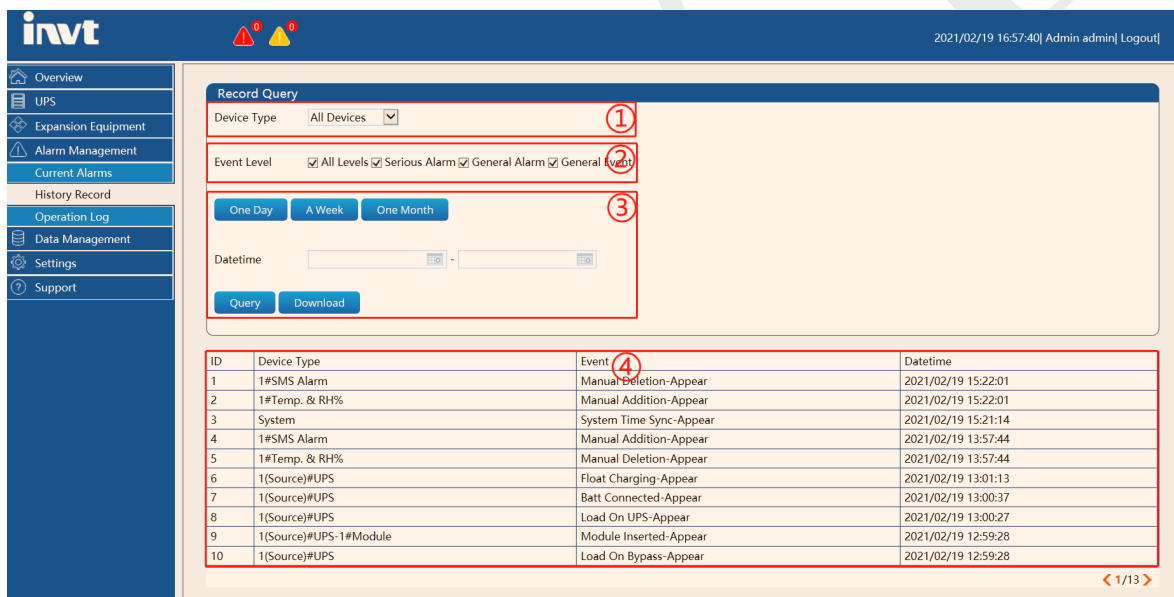 invt
0 0
2021/02/19 16:57:40| Admin admin| Logout|
Overview
UPS
Expansion Equipment
Alarm Management
Current Alarms
History Record
Operation Log
Data Management
Settings
? Support
Record Query
Device Type All Devices ①
Event Level All Levels Serious Alarm General Alarm General Event ②
One Day A Week One Month ③
Datetime -
Query Download
ID Device Type Event ④ Datetime
1 1#SMS Alarm Manual Deletion-Appear 2021/02/19 15:22:01
2 1#Temp. & RH% Manual Addition-Appear 2021/02/19 15:22:01
3 System System Time Sync-Appear 2021/02/19 15:21:14
4 1#SMS Alarm Manual Addition-Appear 2021/02/19 13:57:44
5 1#Temp. & RH% Manual Deletion-Appear 2021/02/19 13:57:44
6 1(Source)#UPS Float Charging-Appear 2021/02/19 13:01:13
7 1(Source)#UPS Batt Connected-Appear 2021/02/19 13:00:37
8 1(Source)#UPS Load On UPS-Appear 2021/02/19 13:00:27
9 1(Source)#UPS-1#Module Module Inserted-Appear 2021/02/19 12:59:28
10 1(Source)#UPS Load On Bypass-Appear 2021/02/19 12:59:28
1/13